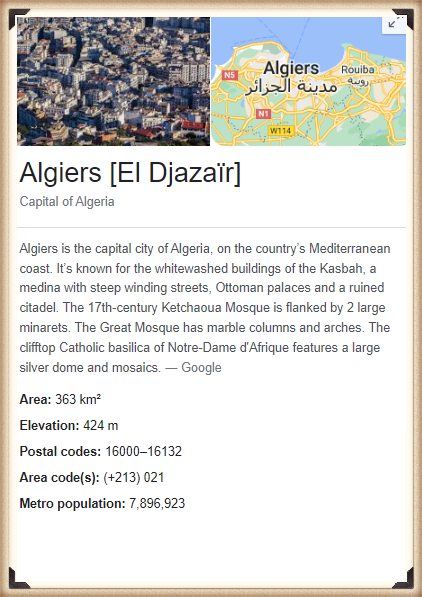 N5
Algiers
مدينة الجزائر
Rouiba
رويبة
N1
W114
Algiers [El Djazaïr]
Capital of Algeria
Algiers is the capital city of Algeria, on the country’s Mediterranean
coast. It’s known for the whitewashed buildings of the Kasbah, a
medina with steep winding streets, Ottoman palaces and a ruined
citadel. The 17th-century Ketchaoua Mosque is flanked by 2 large
minarets. The Great Mosque has marble columns and arches. The
clifftop Catholic basilica of Notre-Dame d'Afrique features a large
silver dome and mosaics. — Google
Area: 363 km²
Elevation: 424 m
Postal codes: 16000–16132
Area code(s): (+213) 021
Metro population: 7,896,923